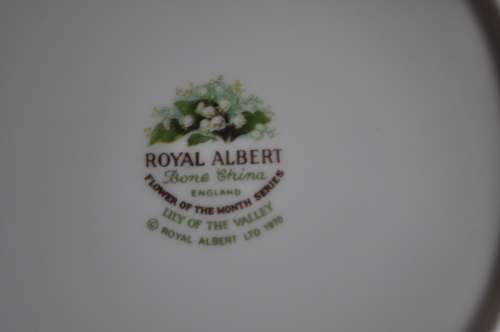 ROYAL ALBERT
Bone China
ENGLAND
FLOWER OF THE MONTH SERIES
LILY OF THE VALLEY
© ROYAL ALBERT LTD 1970